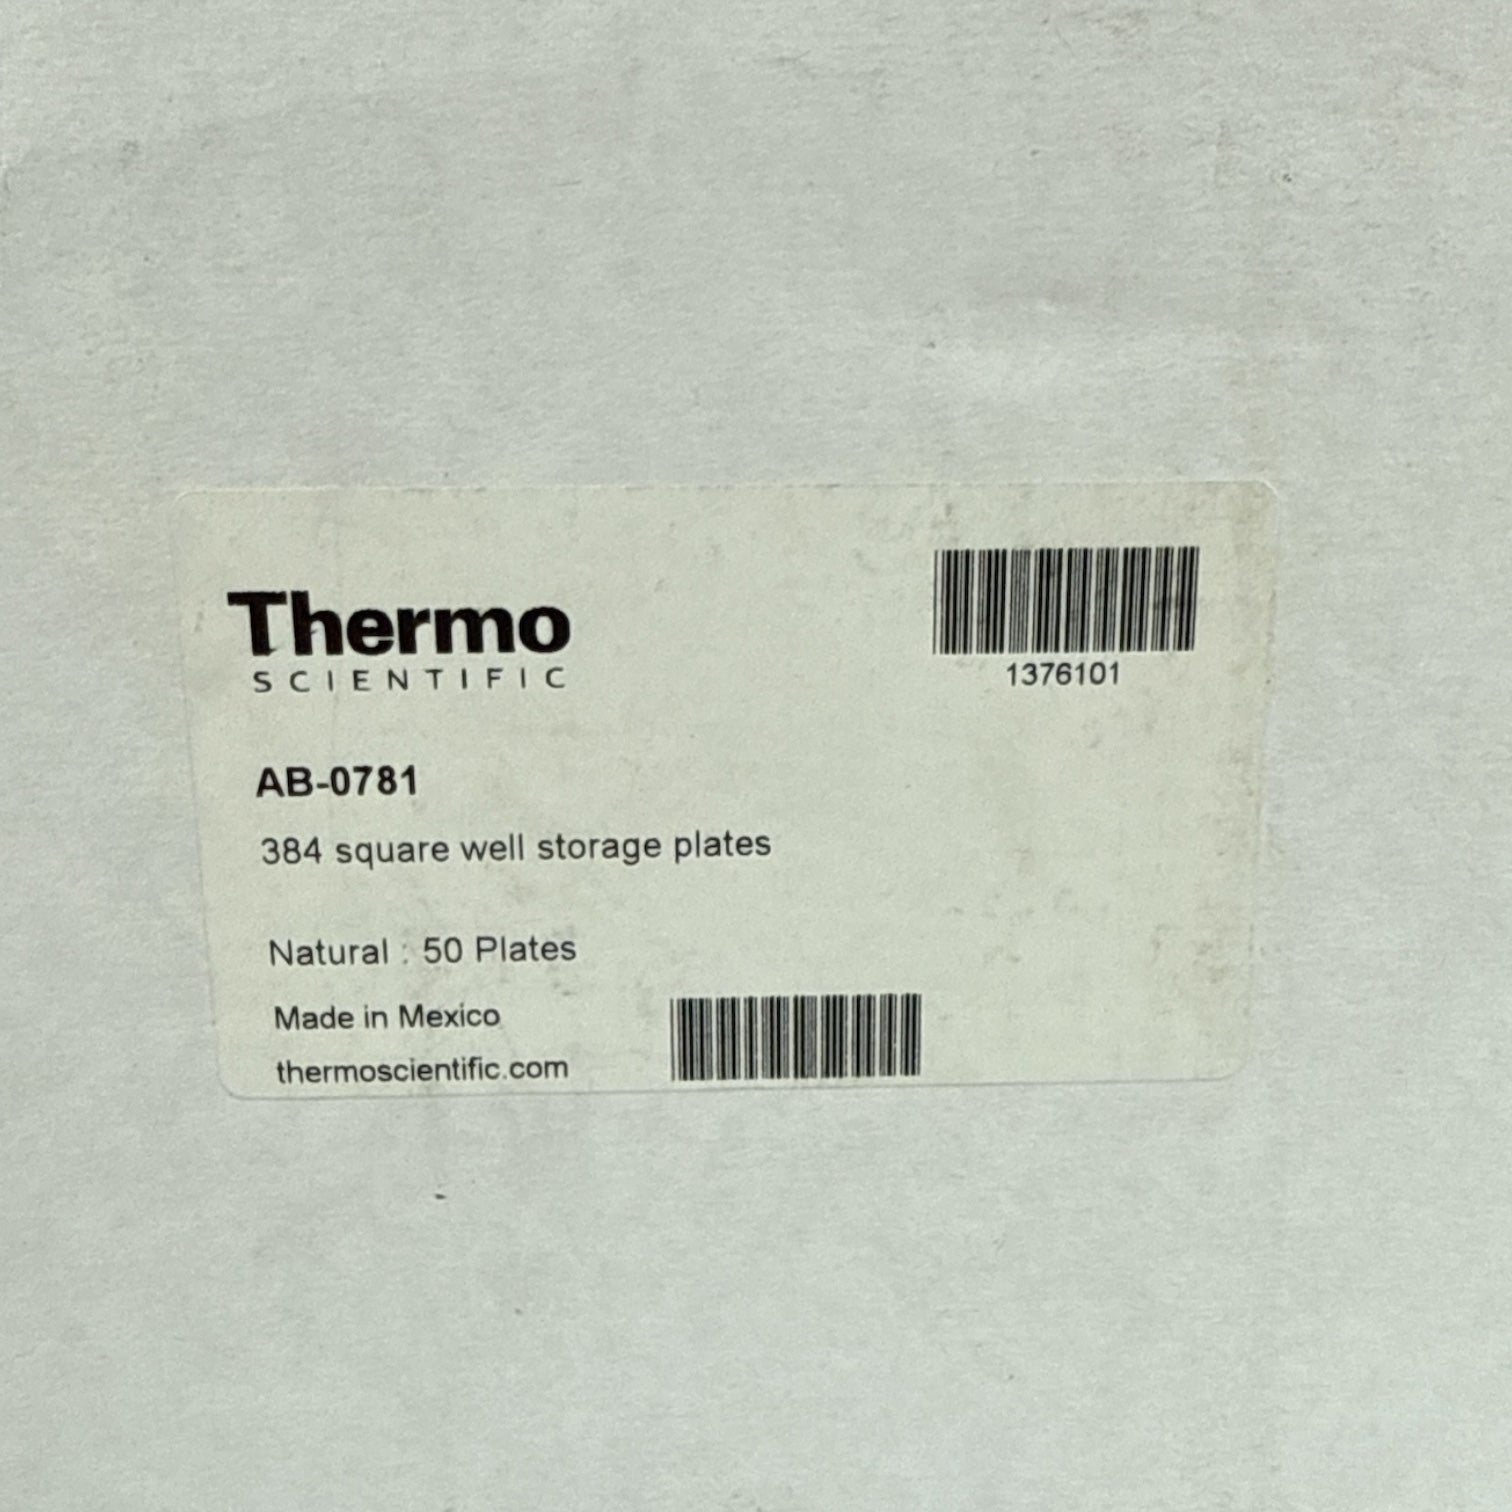 Thermo
SCIENTIFIC
1376101
AB-0781
384 square well storage plates
Natural : 50 Plates
Made in Mexico
thermoscientific.com